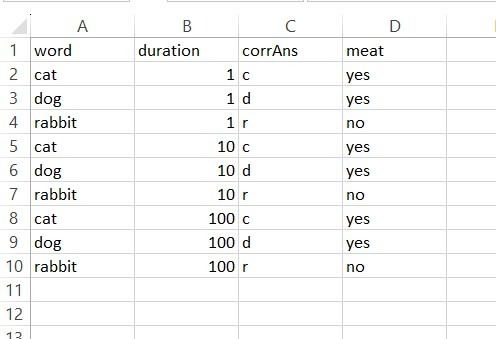 A B C D
1 word duration corrAns meat
2 cat 1 c yes
3 dog 1 d yes
4 rabbit 1 r no
5 cat 10 c yes
6 dog 10 d yes
7 rabbit 10 r no
8 cat 100 c yes
9 dog 100 d yes
10 rabbit 100 r no
11
12
13